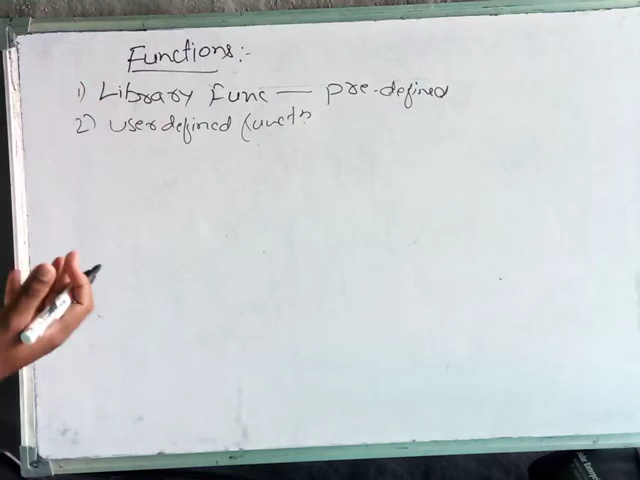 Functions:-
1) Library Func — pre-defined
2) user defined functn